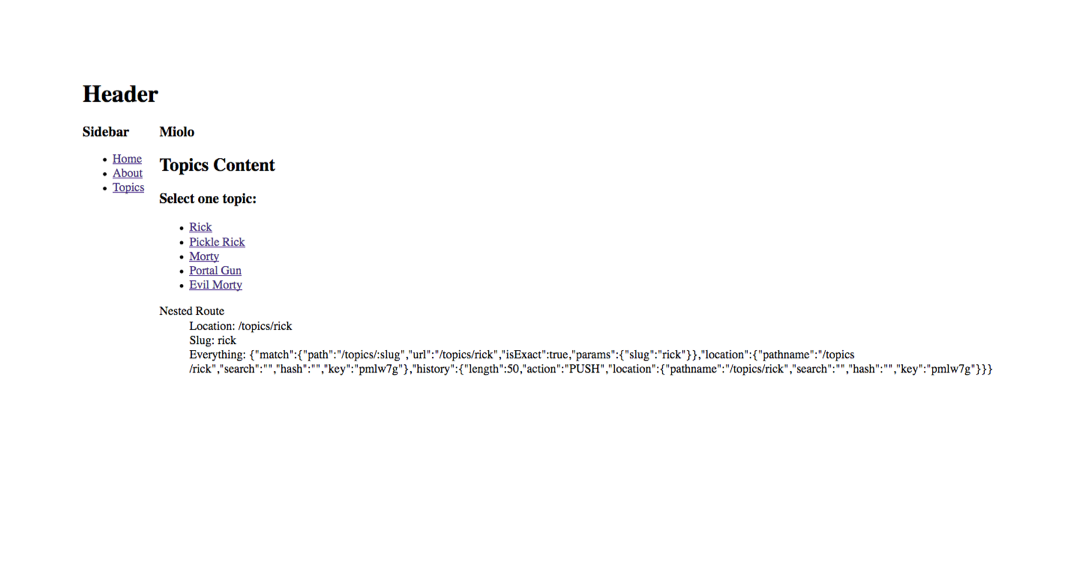 Header
Sidebar
Home
About
Topics
Miolo
Topics Content
Select one topic:
Rick
Pickle Rick
Morty
Portal Gun
Evil Morty
Nested Route
Location: /topics/rick
Slug: rick
Everything: {"match":{"path":"/topics/:slug","url":"/topics/rick","isExact":true,"params":{"slug":"rick"}},"location":{"pathname":"/topics
/rick","search":"","hash":"","key":"pmlw7g"},"history":{"length":50,"action":"PUSH","location":{"pathname":"/topics/rick","search":"","hash":"","key":"pmlw7g"}}}